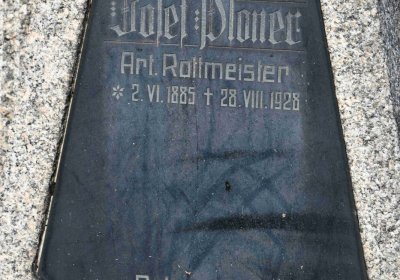 Josef Ploner
Art. Rottmeister
* 2. VI. 1885 † 28. VIII. 1928